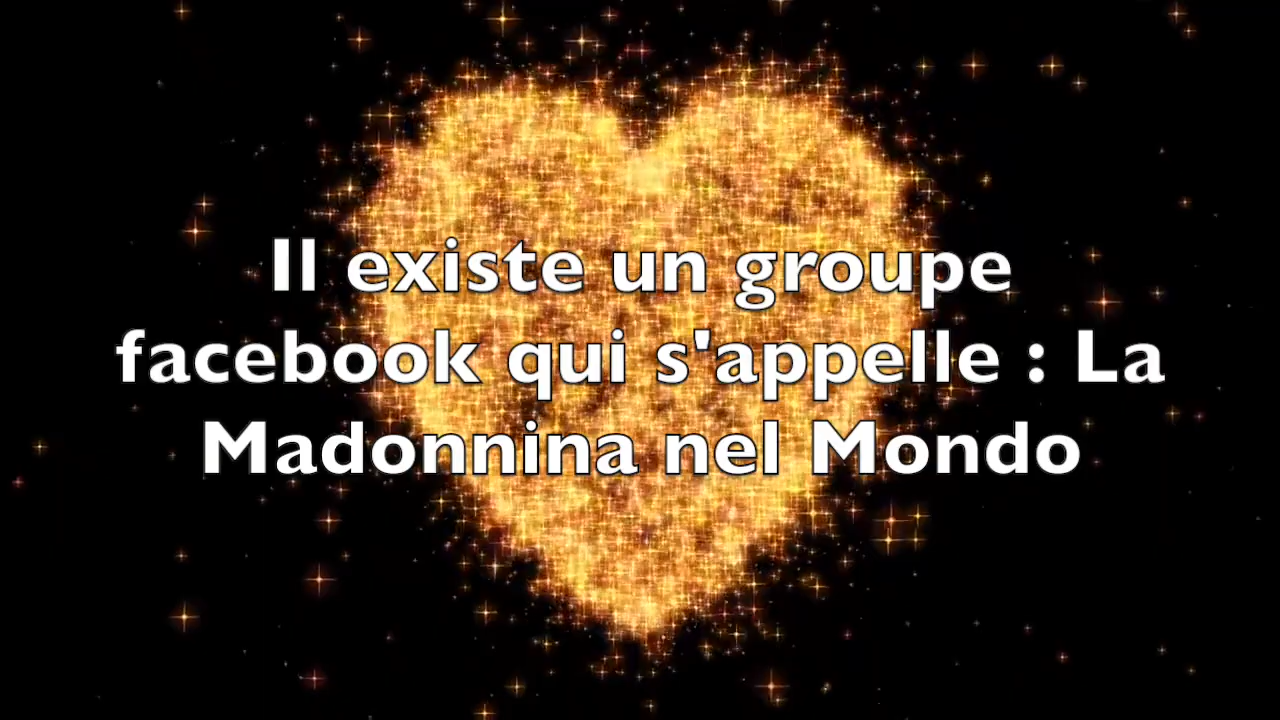 Il existe un groupe
facebook qui s'appelle : La
Madonnina nel Mondo